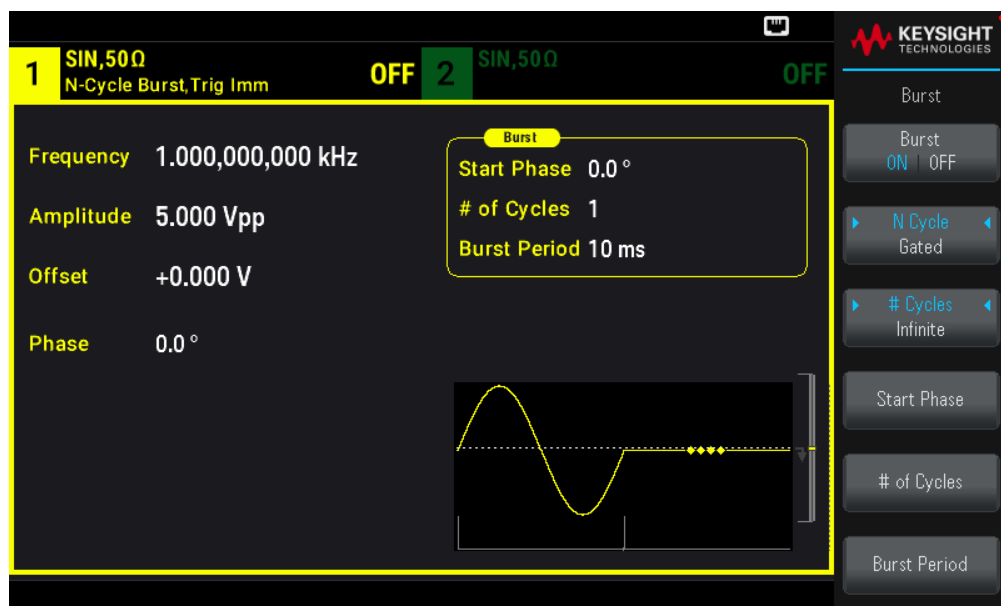 KEYSIGHT
TECHNOLOGIES
1 SIN,50Ω OFF
N-Cycle Burst,Trig Imm
2 SIN,50Ω OFF
Frequency 1.000,000,000 kHz
Amplitude 5.000 Vpp
Offset +0.000 V
Phase 0.0 °
Burst
Start Phase 0.0 °
# of Cycles 1
Burst Period 10 ms
Burst
Burst
ON | OFF
N Cycle
Gated
# Cycles
Infinite
Start Phase
# of Cycles
Burst Period